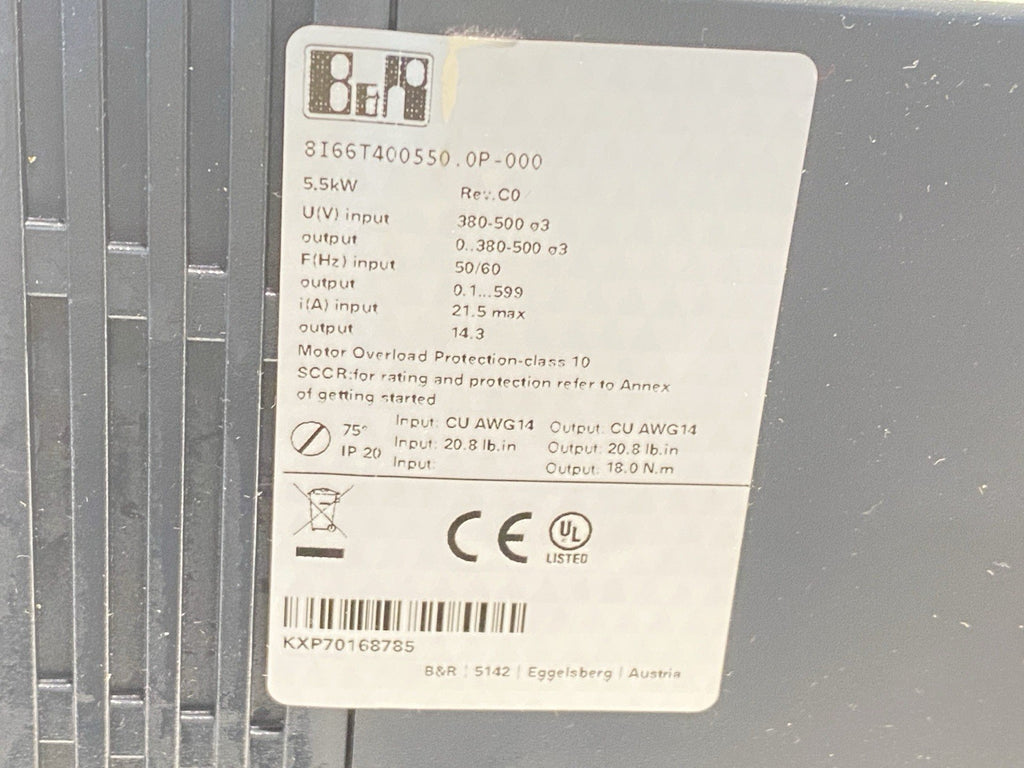 B&R
8I66T400550.0P-000
5.5kW Rev.C0
U(V) input 380-500 σ3
output 0..380-500 σ3
F(Hz) input 50/60
output 0.1...599
i(A) input 21.5 max
output 14.3
Motor Overload Protection-class 10
SCCR:for rating and protection refer to Annex
of getting started
75° Input: CU AWG14 Output: CU AWG14
IP 20 Input: 20.8 lb.in Output: 20.8 lb.in
Input: Output: 18.0 N.m
CE UL
LISTED
KXP70168785
B&R | 5142 | Eggelsberg | Austria